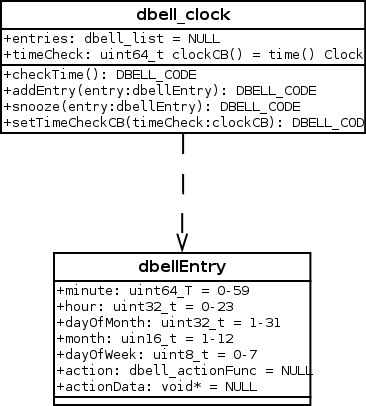 dbell_clock
+entries: dbell_list = NULL
+timeCheck: uint64_t clockCB() = time() Clock
+checkTime(): DBELL_CODE
+addEntry(entry:dbellEntry): DBELL_CODE
+snooze(entry:dbellEntry): DBELL_CODE
+setTimeCheckCB(timeCheck:clockCB): DBELL_COD
dbellEntry
+minute: uint64_T = 0-59
+hour: uint32_t = 0-23
+dayOfMonth: uint32_t = 1-31
+month: uin16_t = 1-12
+dayOfWeek: uint8_t = 0-7
+action: dbell_actionFunc = NULL
+actionData: void* = NULL